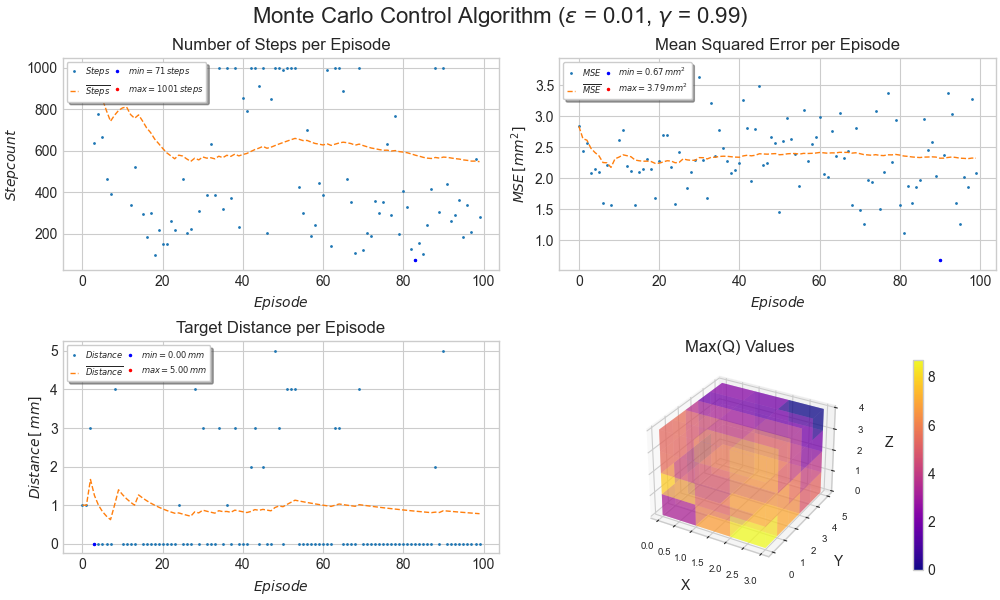 Monte Carlo Control Algorithm (ε = 0.01, γ = 0.99)
Number of Steps per Episode
Steps
min = 71 steps
Steps
max = 1001 steps
Stepcount
1000
800
600
400
200
0 20 40 60 80 100
Episode
Mean Squared Error per Episode
MSE
min = 0.67 mm²
MSE
max = 3.79 mm²
MSE [mm²]
3.5
3.0
2.5
2.0
1.5
1.0
0 20 40 60 80 100
Episode
Target Distance per Episode
Distance
min = 0.00 mm
Distance
max = 5.00 mm
Distance [ mm]
5
4
3
2
1
0
0 20 40 60 80 100
Episode
Max(Q) Values
0.0 0.5 1.0 1.5 2.0 2.5 3.0
X
0 1 2 3 4 5
Y
4
3
2
1
0
Z
8
6
4
2
0